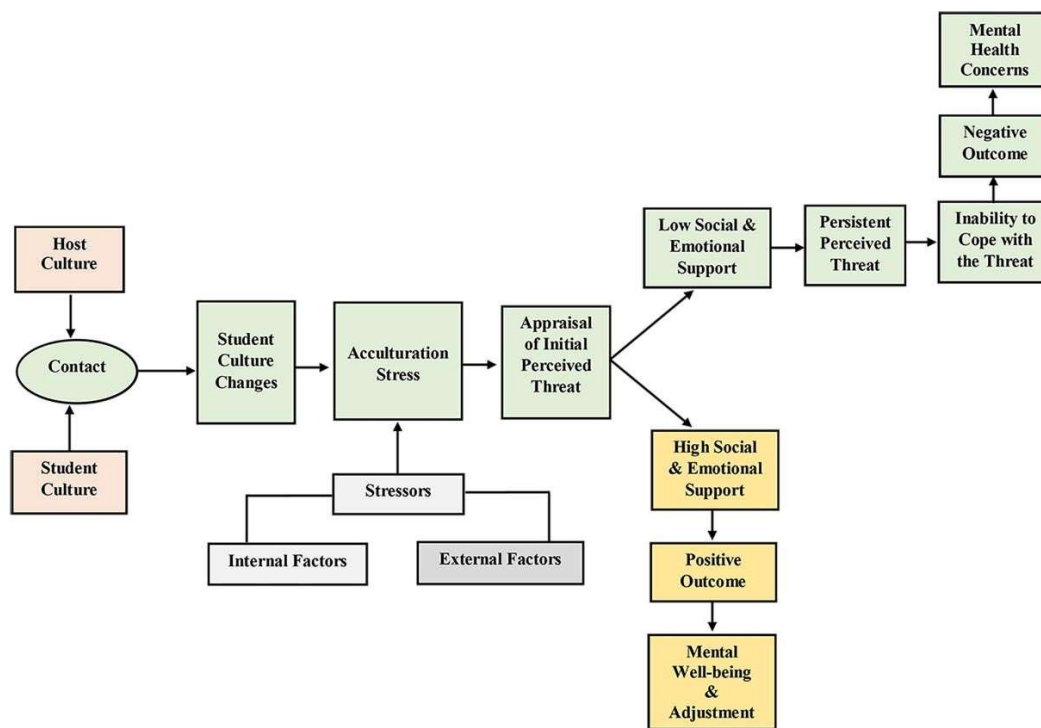 Host
Culture
Contact
Student
Culture
Student
Culture
Changes
Acculturation
Stress
Stressors
Internal Factors
External Factors
Appraisal
of Initial
Perceived
Threat
Low Social &
Emotional
Support
Persistent
Perceived
Threat
Inability to
Cope with
the Threat
Negative
Outcome
Mental
Health
Concerns
High Social
& Emotional
Support
Positive
Outcome
Mental
Well-being
&
Adjustment